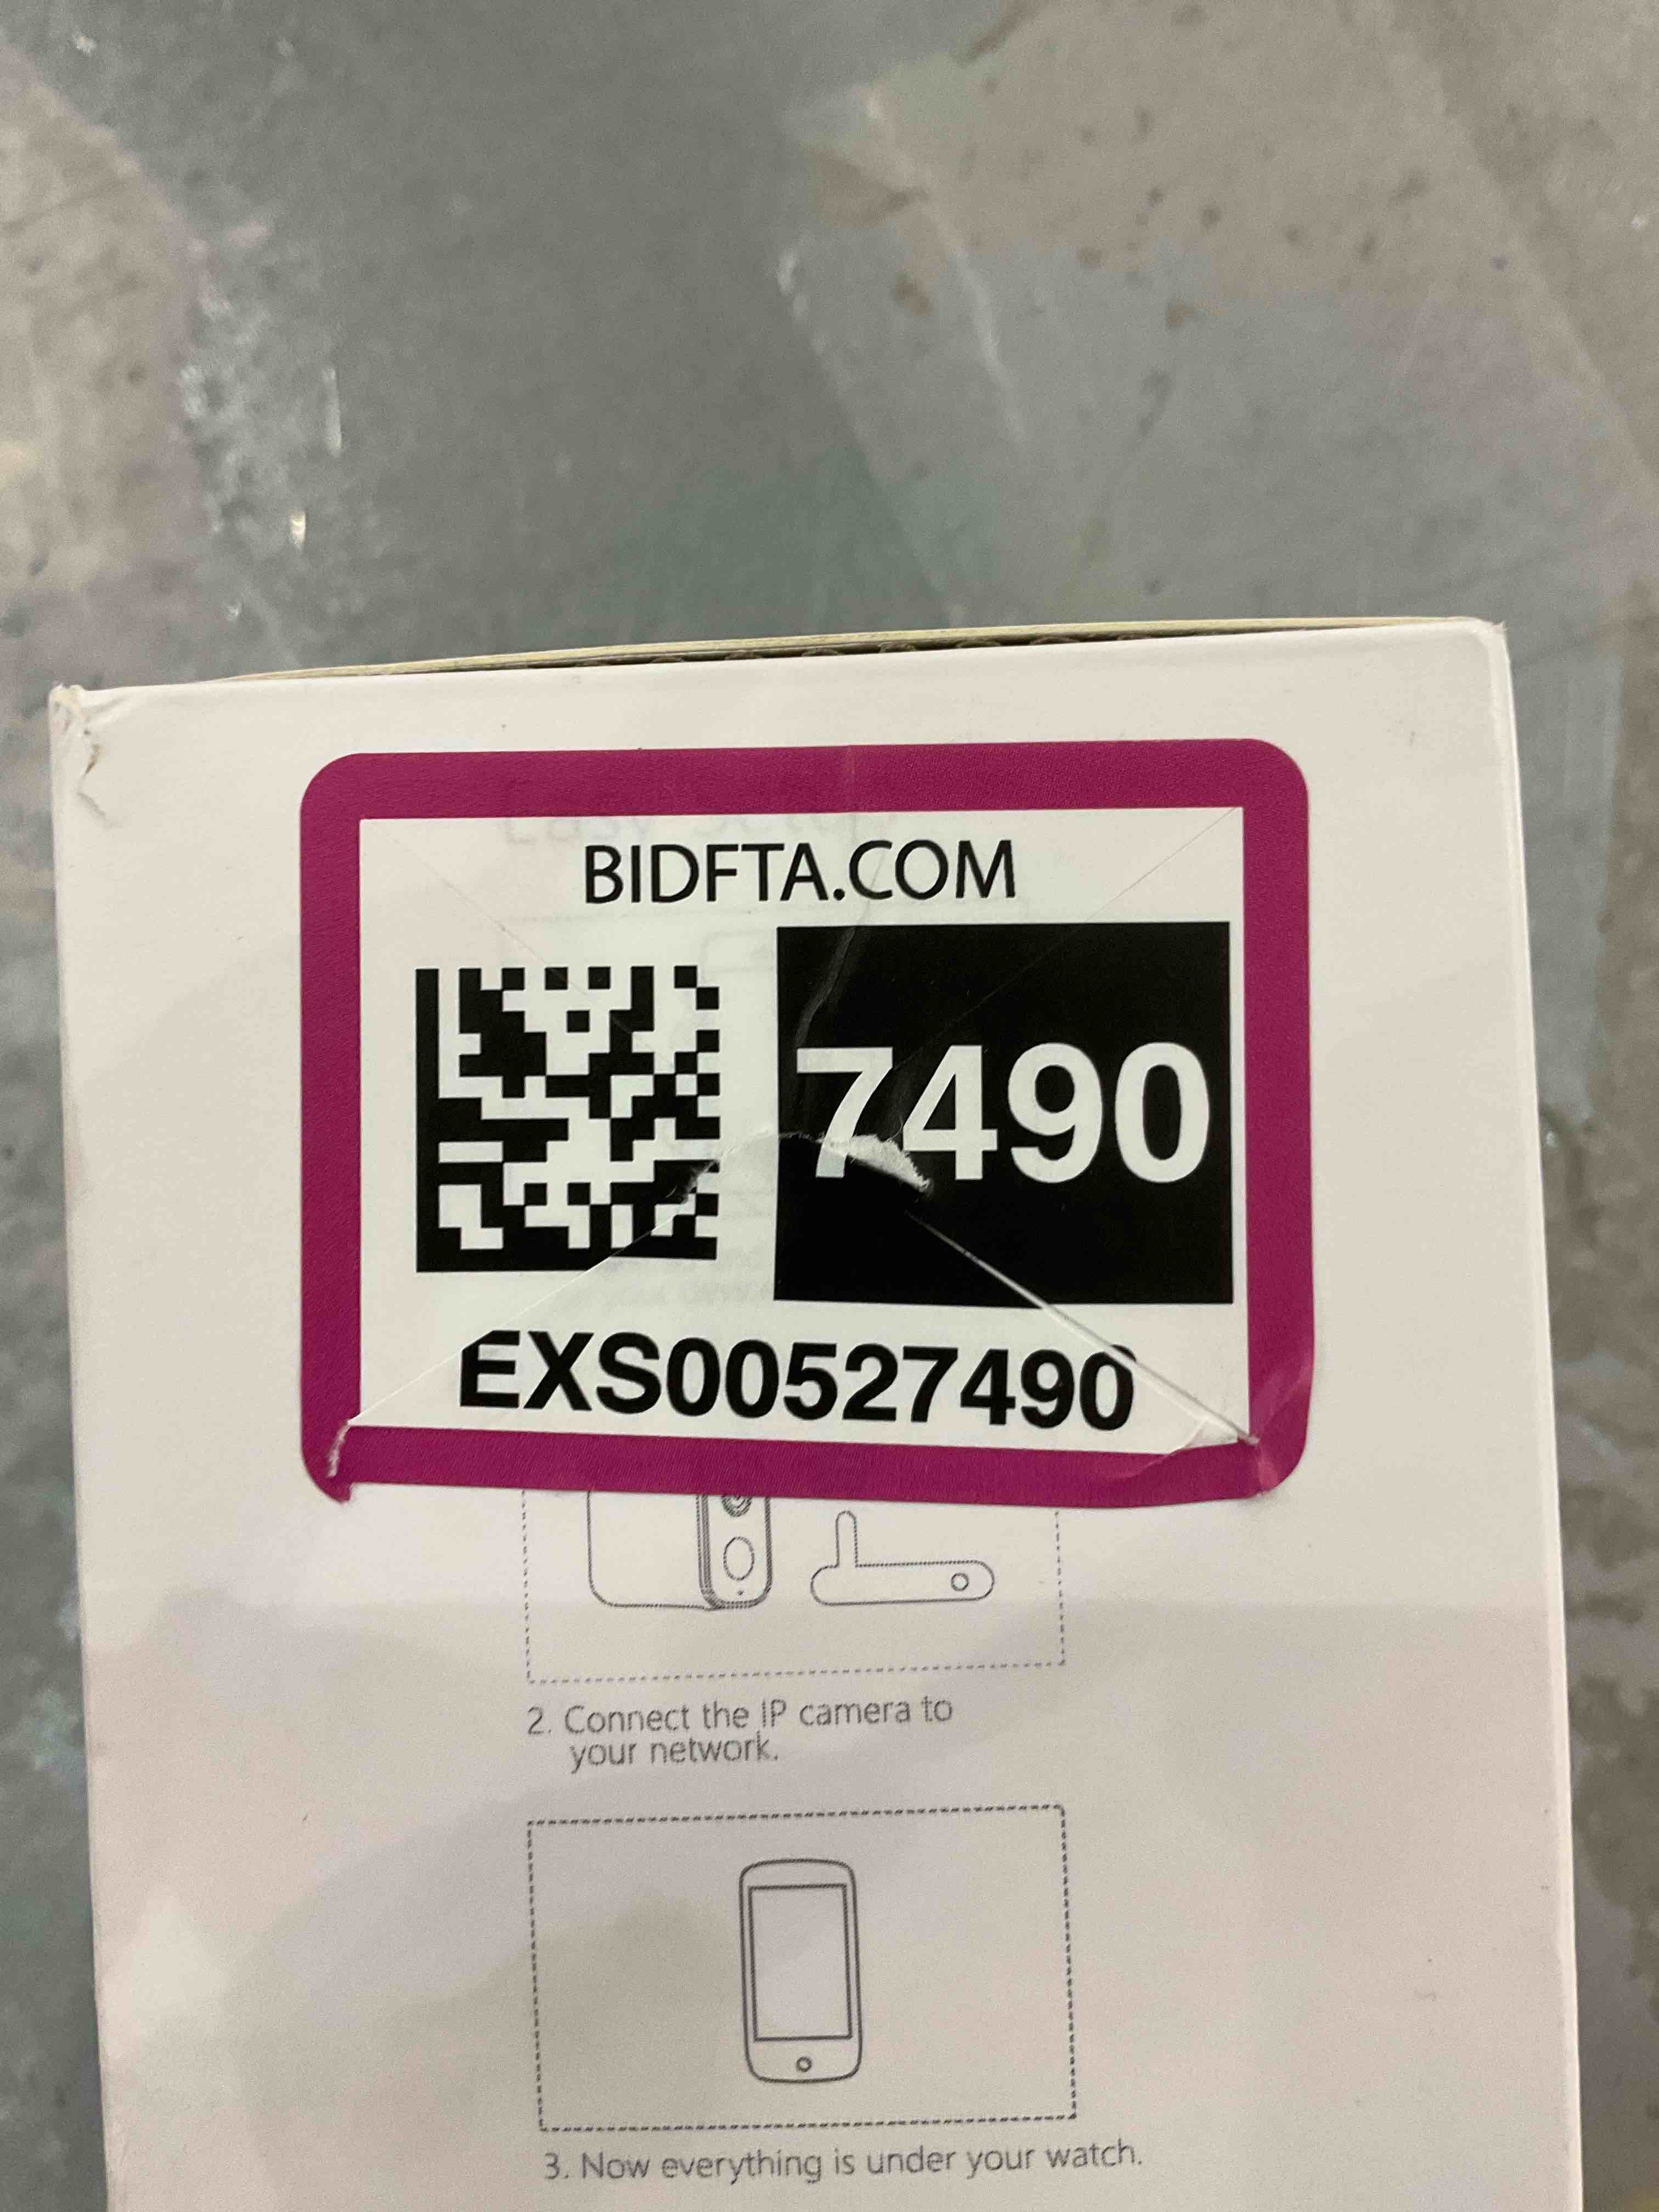 BIDFTA.COM
7490
EXS00527490
2. Connect the IP camera to
your network.
3. Now everything is under your watch.